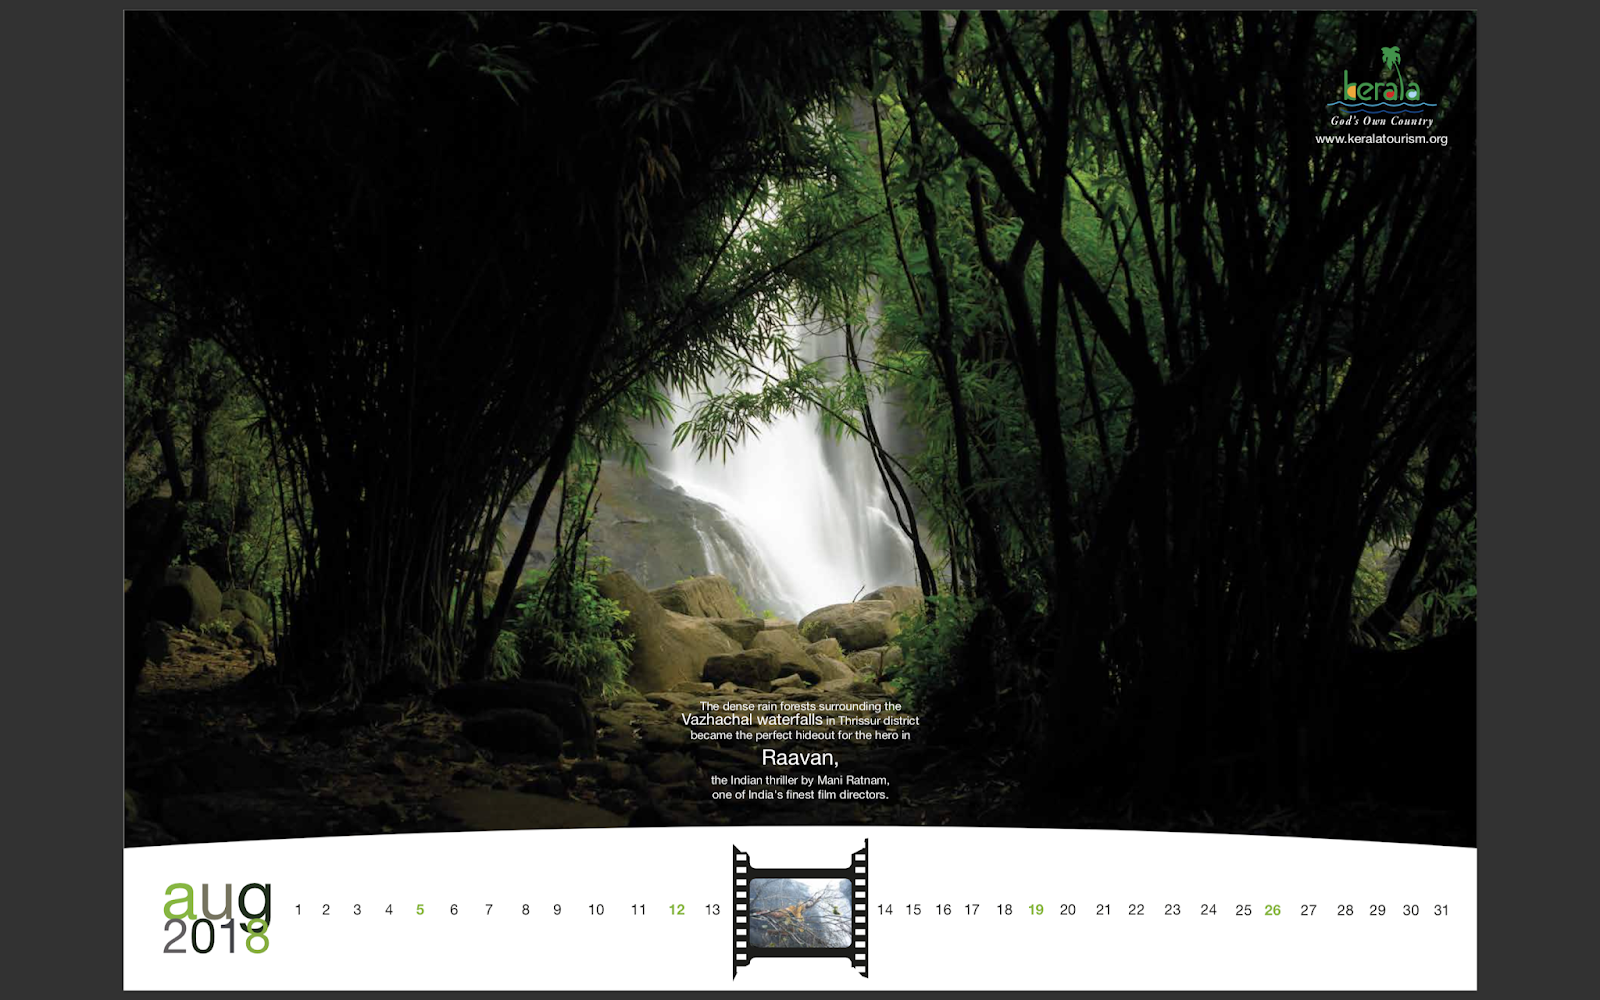 kerala
God's Own Country
www.keralatourism.org
The dense rain forests surrounding the
Vazhachal waterfalls in Thrissur district
became the perfect hideout for the hero in
Raavan,
the Indian thriller by Mani Ratnam,
one of India's finest film directors.
aug
2018
1 2 3 4 5 6 7 8 9 10 11 12 13 14 15 16 17 18 19 20 21 22 23 24 25 26 27 28 29 30 31